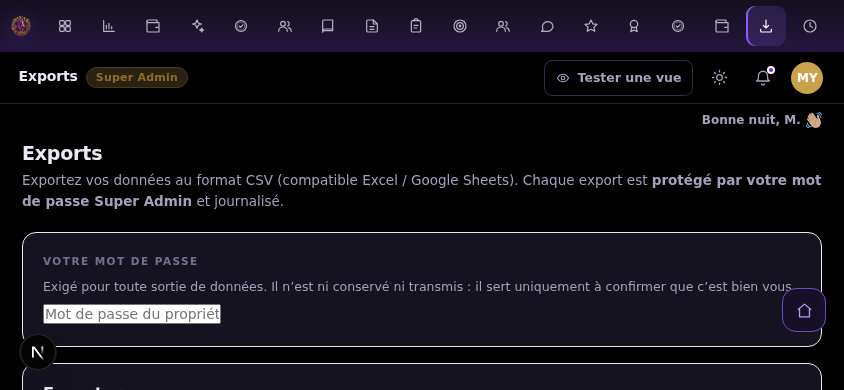 Exports Super Admin Tester une vue MY
Bonne nuit, M.
Exports
Exportez vos données au format CSV (compatible Excel / Google Sheets). Chaque export est protégé par votre mot
de passe Super Admin et journalisé.
VOTRE MOT DE PASSE
Exigé pour toute sortie de données. Il n’est ni conservé ni transmis : il sert uniquement à confirmer que c’est bien vous.
Mot de passe du propriét
N